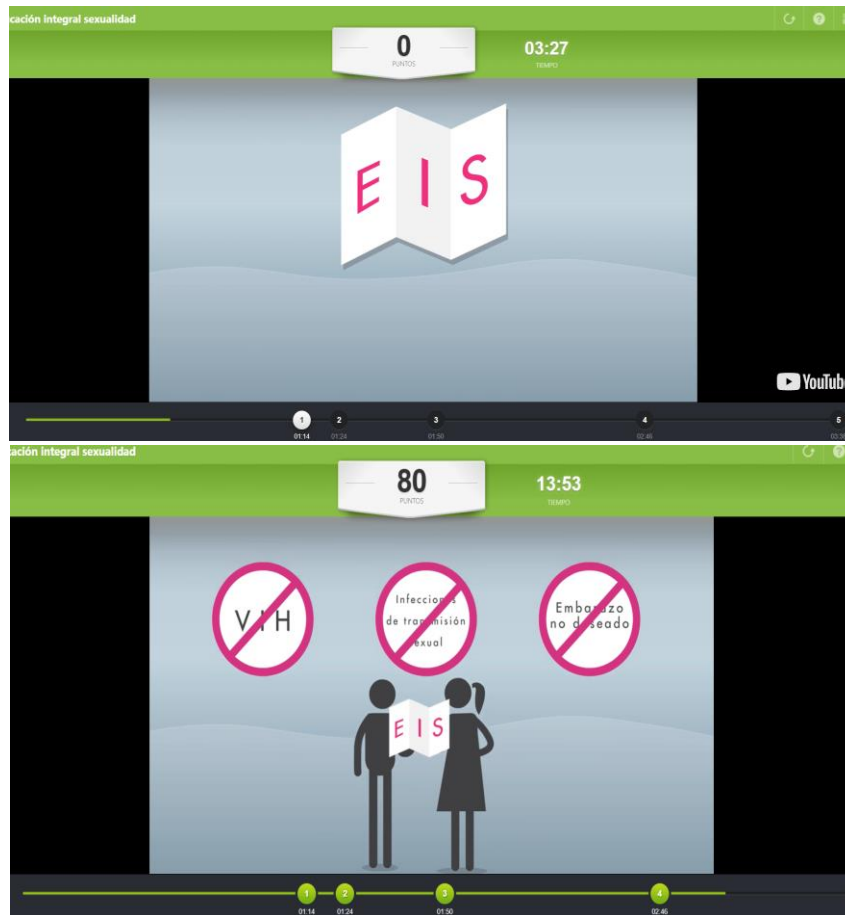 cación integral sexualidad
0
PUNTOS
03:27
TIEMPO
E I S
YouTube
1 2 3 4 5
01:14 01:24 01:50 02:46
cación integral sexualidad
80
PUNTOS
13:53
TIEMPO
VIH
Infecciones
de transmisión
sexual
Embarazo
no deseado
E I S
1 2 3 4
01:14 01:24 01:50 02:46